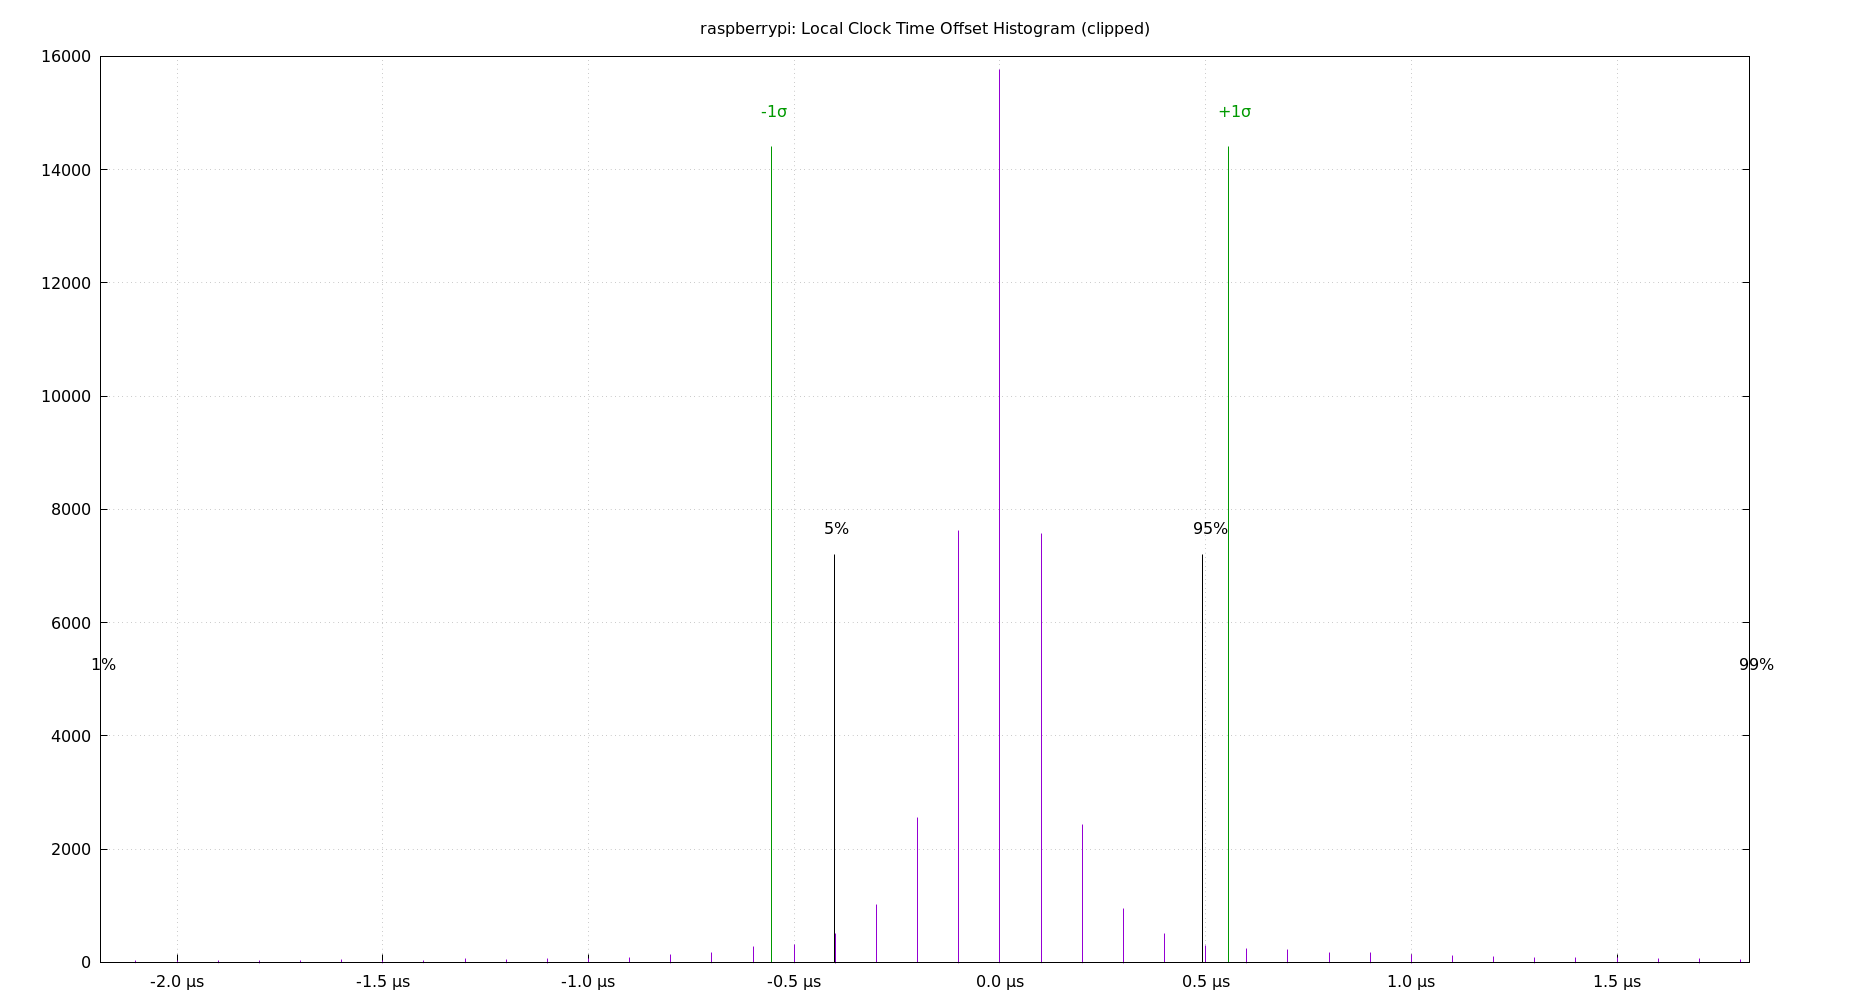 raspberrypi: Local Clock Time Offset Histogram (clipped)
16000
-1σ
+1σ
14000
12000
10000
8000
5%
95%
6000
1%
99%
4000
2000
0
-2.0 µs
-1.5 µs
-1.0 µs
-0.5 µs
0.0 µs
0.5 µs
1.0 µs
1.5 µs